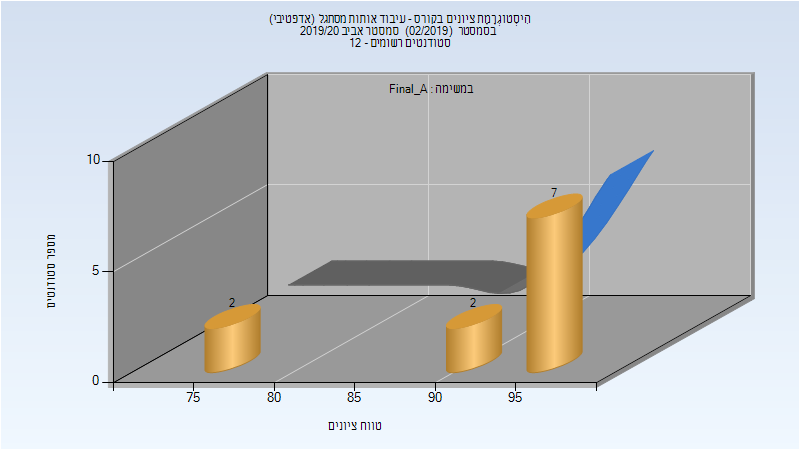 היסטוגרמת ציונים בקורס - עיבוד אותות מסתגל (אדפטיבי)
בסמסטר (02/2019) סמסטר אביב 2019/20
סטודנטים רשומים - 12
במשימה : Final_A
מספר סטודנטים
10
5
0
2
2
7
75
80
85
90
95
טווח ציונים